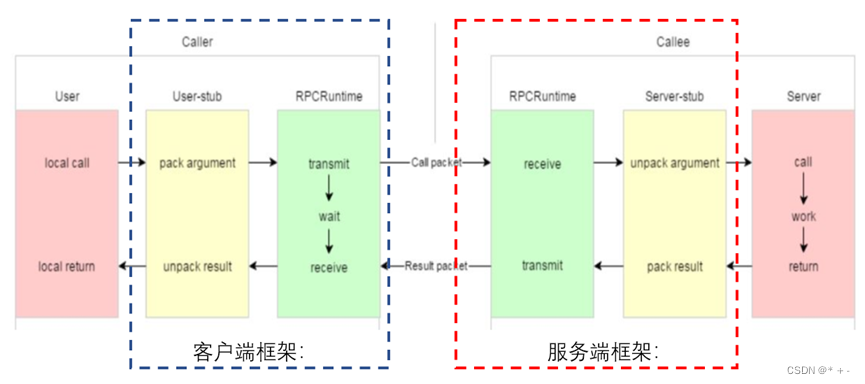 Caller
Callee
User
User-stub
RPCRuntime
RPCRuntime
Server-stub
Server
local call
pack argument
transmit
Call packet
receive
unpack argument
call
wait
work
local return
unpack result
receive
Result packet
transmit
pack result
return
客户端框架：
服务端框架：
CSDN @* + -